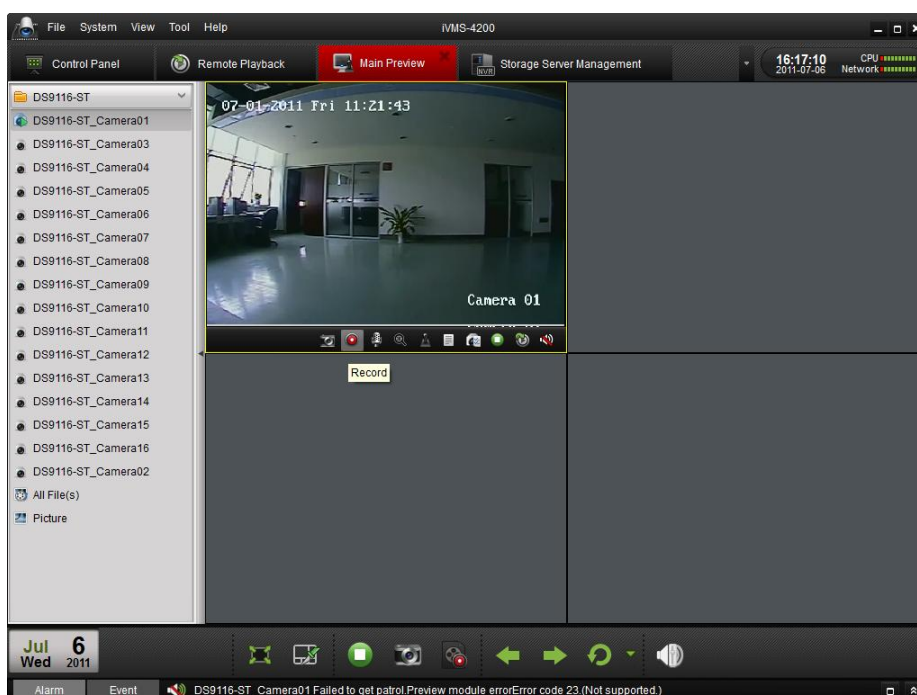 File System View Tool Help iVMS-4200
Control Panel Remote Playback Main Preview Storage Server Management 16:17:10 CPU
NVR 2011-07-06 Network
DS9116-ST
07-01-2011 Fri 11:21:43
DS9116-ST_Camera01
DS9116-ST_Camera03
DS9116-ST_Camera04
DS9116-ST_Camera05
DS9116-ST_Camera06
DS9116-ST_Camera07
DS9116-ST_Camera08
DS9116-ST_Camera09
Camera 01
DS9116-ST_Camera10
DS9116-ST_Camera11
DS9116-ST_Camera12
Record
DS9116-ST_Camera13
DS9116-ST_Camera14
DS9116-ST_Camera15
DS9116-ST_Camera16
DS9116-ST_Camera02
All File(s)
Picture
Jul 6
Wed 2011
Alarm Event DS9116-ST_Camera01 Failed to get patrol.Preview module errorError code 23.(Not supported.)